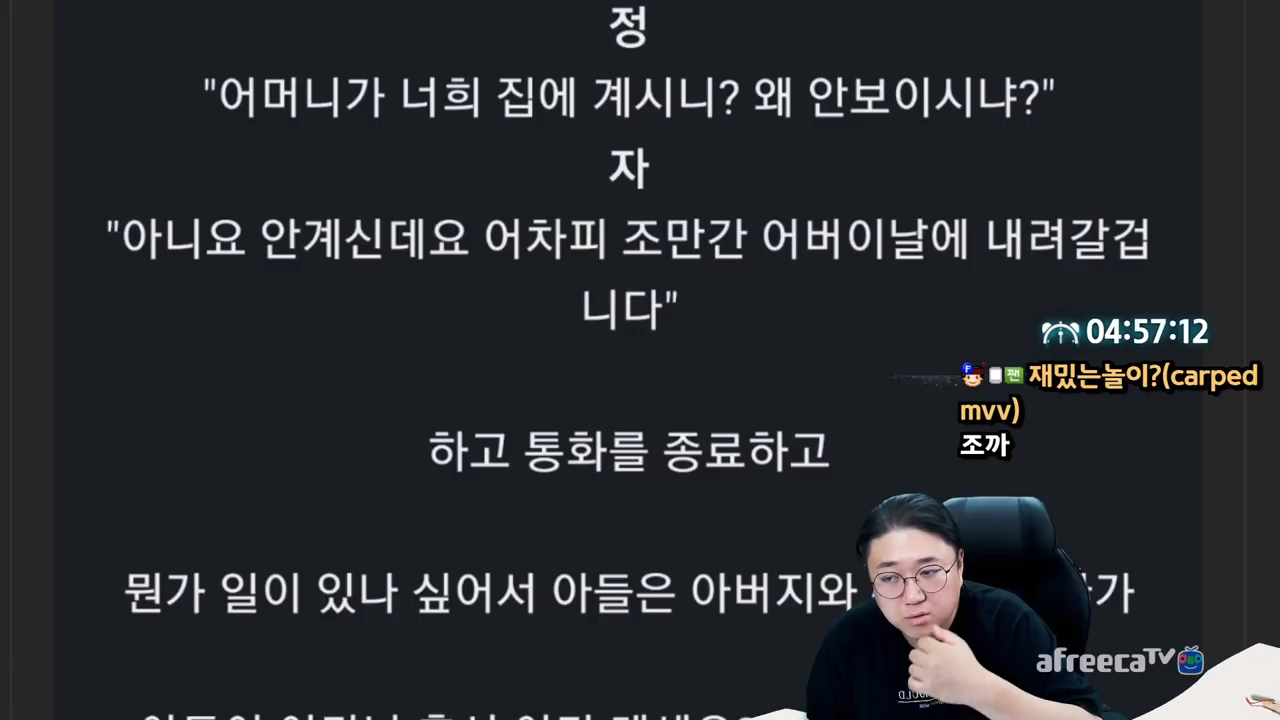 정
"어머니가 너희 집에 계시니? 왜 안보이시냐?"
자
"아니요 안계신데요 어차피 조만간 어버이날에 내려갈겁
니다"
04:57:12
팬 재밌는놀이?(carped
mvv)
조까
하고 통화를 종료하고
뭔가 일이 있나 싶어서 아들은 아버지와
afreecaTV